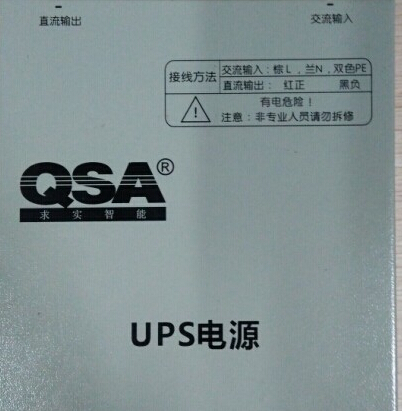 直流输出 交流输入
接线方法 交流输入：棕L，兰N，双色PE
直流输出： 红正 黑负
有电危险！
注意：非专业人员请勿拆修
QSA®
求实智能
UPS电源